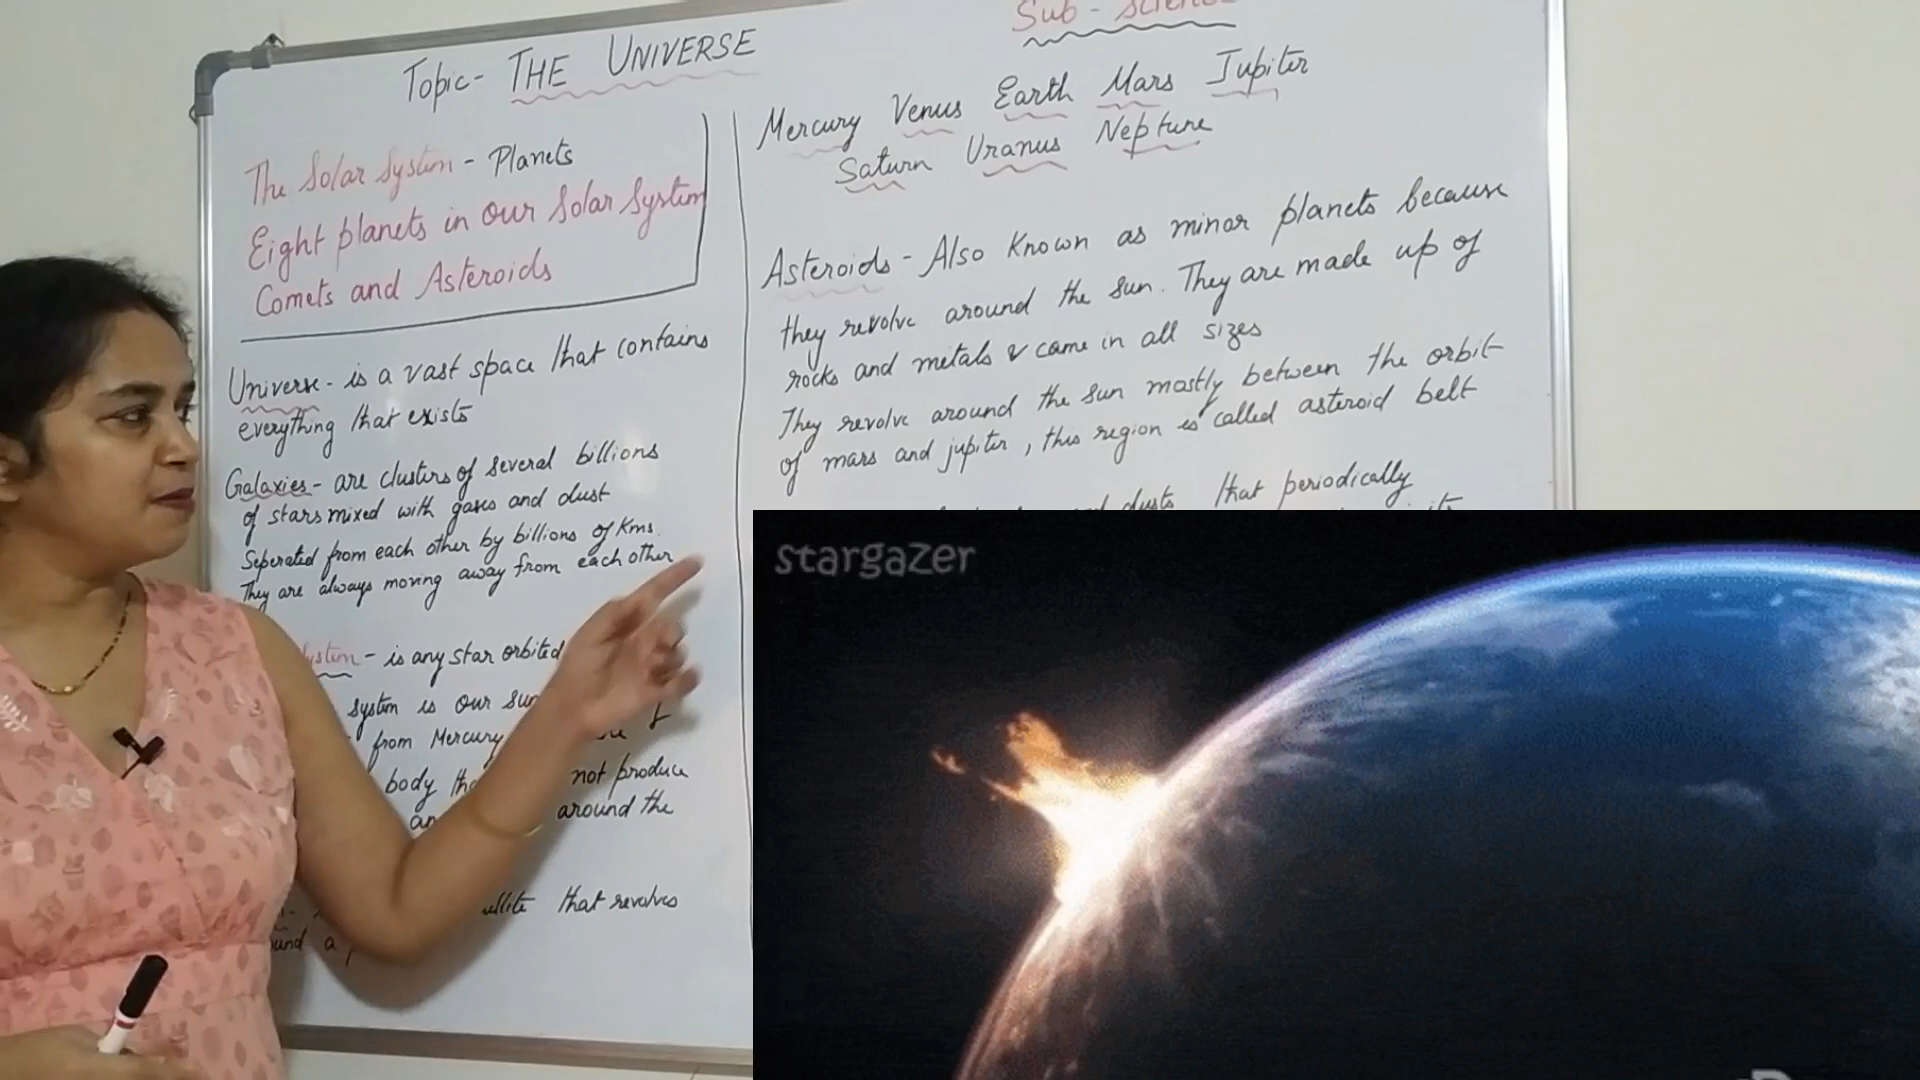 Topic- THE UNIVERSE
The Solar System - Planets
Eight planets in our Solar System
Comets and Asteroids
Universe - is a vast space that contains
everything that exists
Galaxies - are clusters of several billions
of stars mixed with gases and dust
Seperated from each other by billions of Kms.
They are always moving away from each other
System - is any star orbited
system is our Sun
from Mercury
body tha not produce
an around the
that revolves
a
Sub - Science
Mercury Venus Earth Mars Jupiter
Saturn Uranus Neptune
Asteroids - Also known as minor planets because
they revolve around the sun. They are made up of
rocks and metals & came in all sizes
They revolve around the sun mostly between the orbit
of mars and jupiter, this region is called asteroid belt
dusts that periodically
stargazer